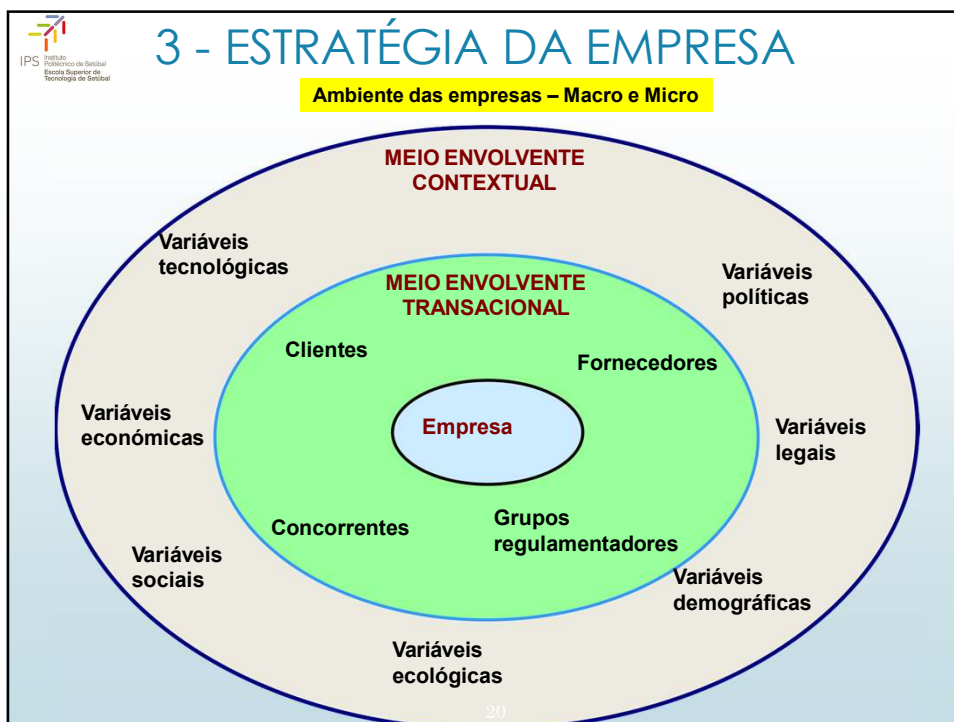 IPS Instituto
Politécnico de Setúbal
Escola Superior de
Tecnologia de Setúbal
3 - ESTRATÉGIA DA EMPRESA
Ambiente das empresas – Macro e Micro
MEIO ENVOLVENTE
CONTEXTUAL
Variáveis
tecnológicas
MEIO ENVOLVENTE
TRANSACIONAL
Variáveis
políticas
Clientes
Fornecedores
Variáveis
económicas
Empresa
Variáveis
legais
Concorrentes
Grupos
regulamentadores
Variáveis
sociais
Variáveis
demográficas
Variáveis
ecológicas
20